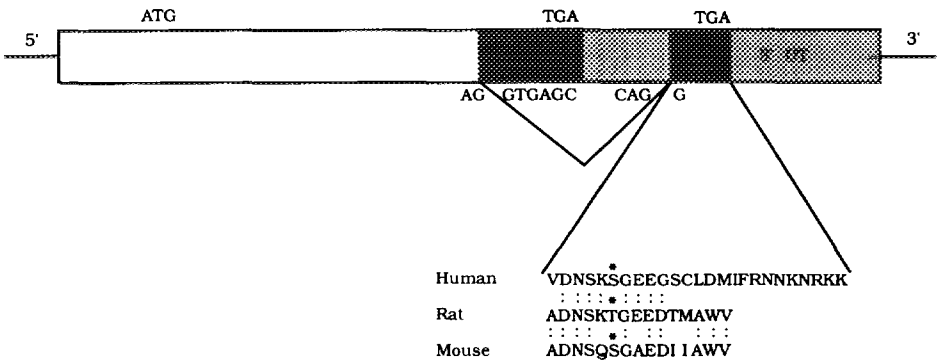 ATG TGA TGA
5' 3'
AG GTGAGC CAG G
*
Human VDNSKSGEEGSCLDMIFRNNKNRKK
: : : : * : : : :
Rat ADNSKTGEEDTMAWV
: : : : * : : : : : :
Mouse ADNSQSGAEDIIAWV